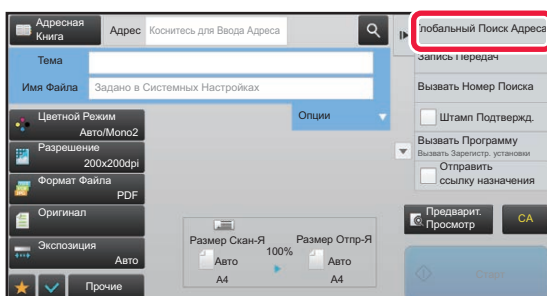 Адресная
Книга
Адрес
Коснитесь для Ввода Адреса
Глобальный Поиск Адреса
Тема
Запись Передач
Имя Файла
Задано в Системных Настройках
Вызвать Номер Поиска
Опции
Цветной Режим
Авто/Mono2
Штамп Подтвержд.
Разрешение
200x200dpi
Вызвать Программу
Вызвать Зарегистр. установки
Формат Файла
PDF
Отправить
ссылку назначения
Оригинал
Предварит.
Просмотр
CA
Размер Скан-Я
100%
Размер Отпр-Я
Экспозиция
Авто
Авто
Авто
A4
A4
Прочие
Старт